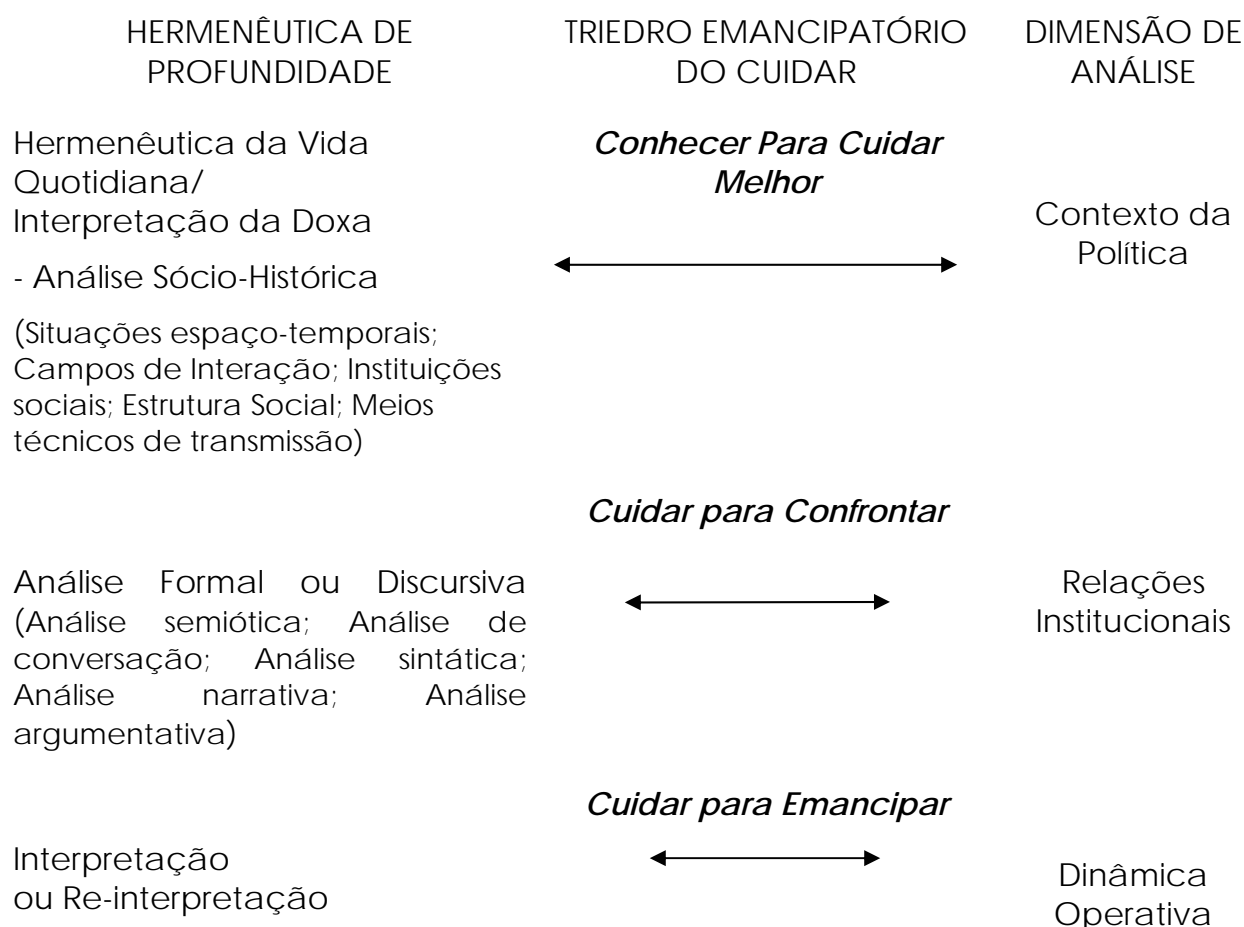 HERMENÊUTICA DE
PROFUNDIDADE
TRIEDRO EMANCIPATÓRIO
DO CUIDAR
DIMENSÃO DE
ANÁLISE
Hermenêutica da Vida
Quotidiana/
Interpretação da Doxa
- Análise Sócio-Histórica
(Situações espaço-temporais;
Campos de Interação; Instituições
sociais; Estrutura Social; Meios
técnicos de transmissão)
Conhecer Para Cuidar
Melhor
Contexto da
Política
Cuidar para Confrontar
Análise Formal ou Discursiva
(Análise semiótica; Análise de
conversação; Análise sintática;
Análise narrativa; Análise
argumentativa)
Relações
Institucionais
Cuidar para Emancipar
Interpretação
ou Re-interpretação
Dinâmica
Operativa